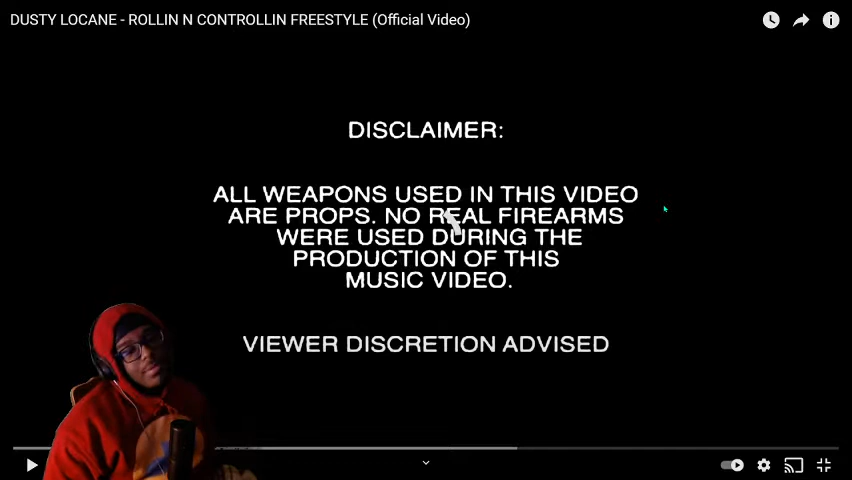 DUSTY LOCANE - ROLLIN N CONTROLLIN FREESTYLE (Official Video)
DISCLAIMER:
ALL WEAPONS USED IN THIS VIDEO
ARE PROPS. NO REAL FIREARMS
WERE USED DURING THE
PRODUCTION OF THIS
MUSIC VIDEO.
VIEWER DISCRETION ADVISED